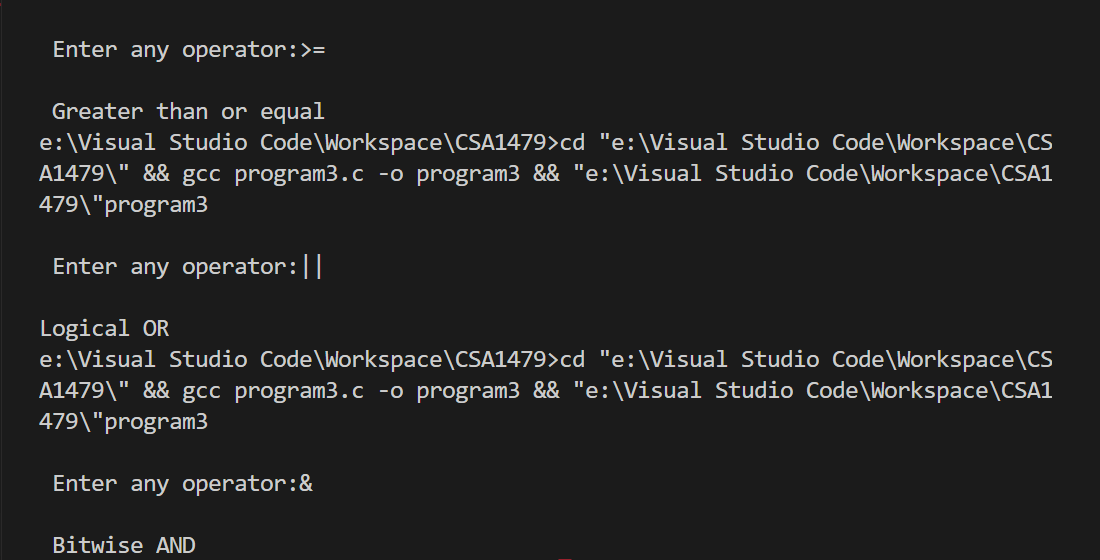 Enter any operator:>=
Greater than or equal
e:\Visual Studio Code\Workspace\CSA1479>cd "e:\Visual Studio Code\Workspace\CS
A1479\" && gcc program3.c -o program3 && "e:\Visual Studio Code\Workspace\CSA1
479\"program3
Enter any operator:||
Logical OR
e:\Visual Studio Code\Workspace\CSA1479>cd "e:\Visual Studio Code\Workspace\CS
A1479\" && gcc program3.c -o program3 && "e:\Visual Studio Code\Workspace\CSA1
479\"program3
Enter any operator:&
Bitwise AND